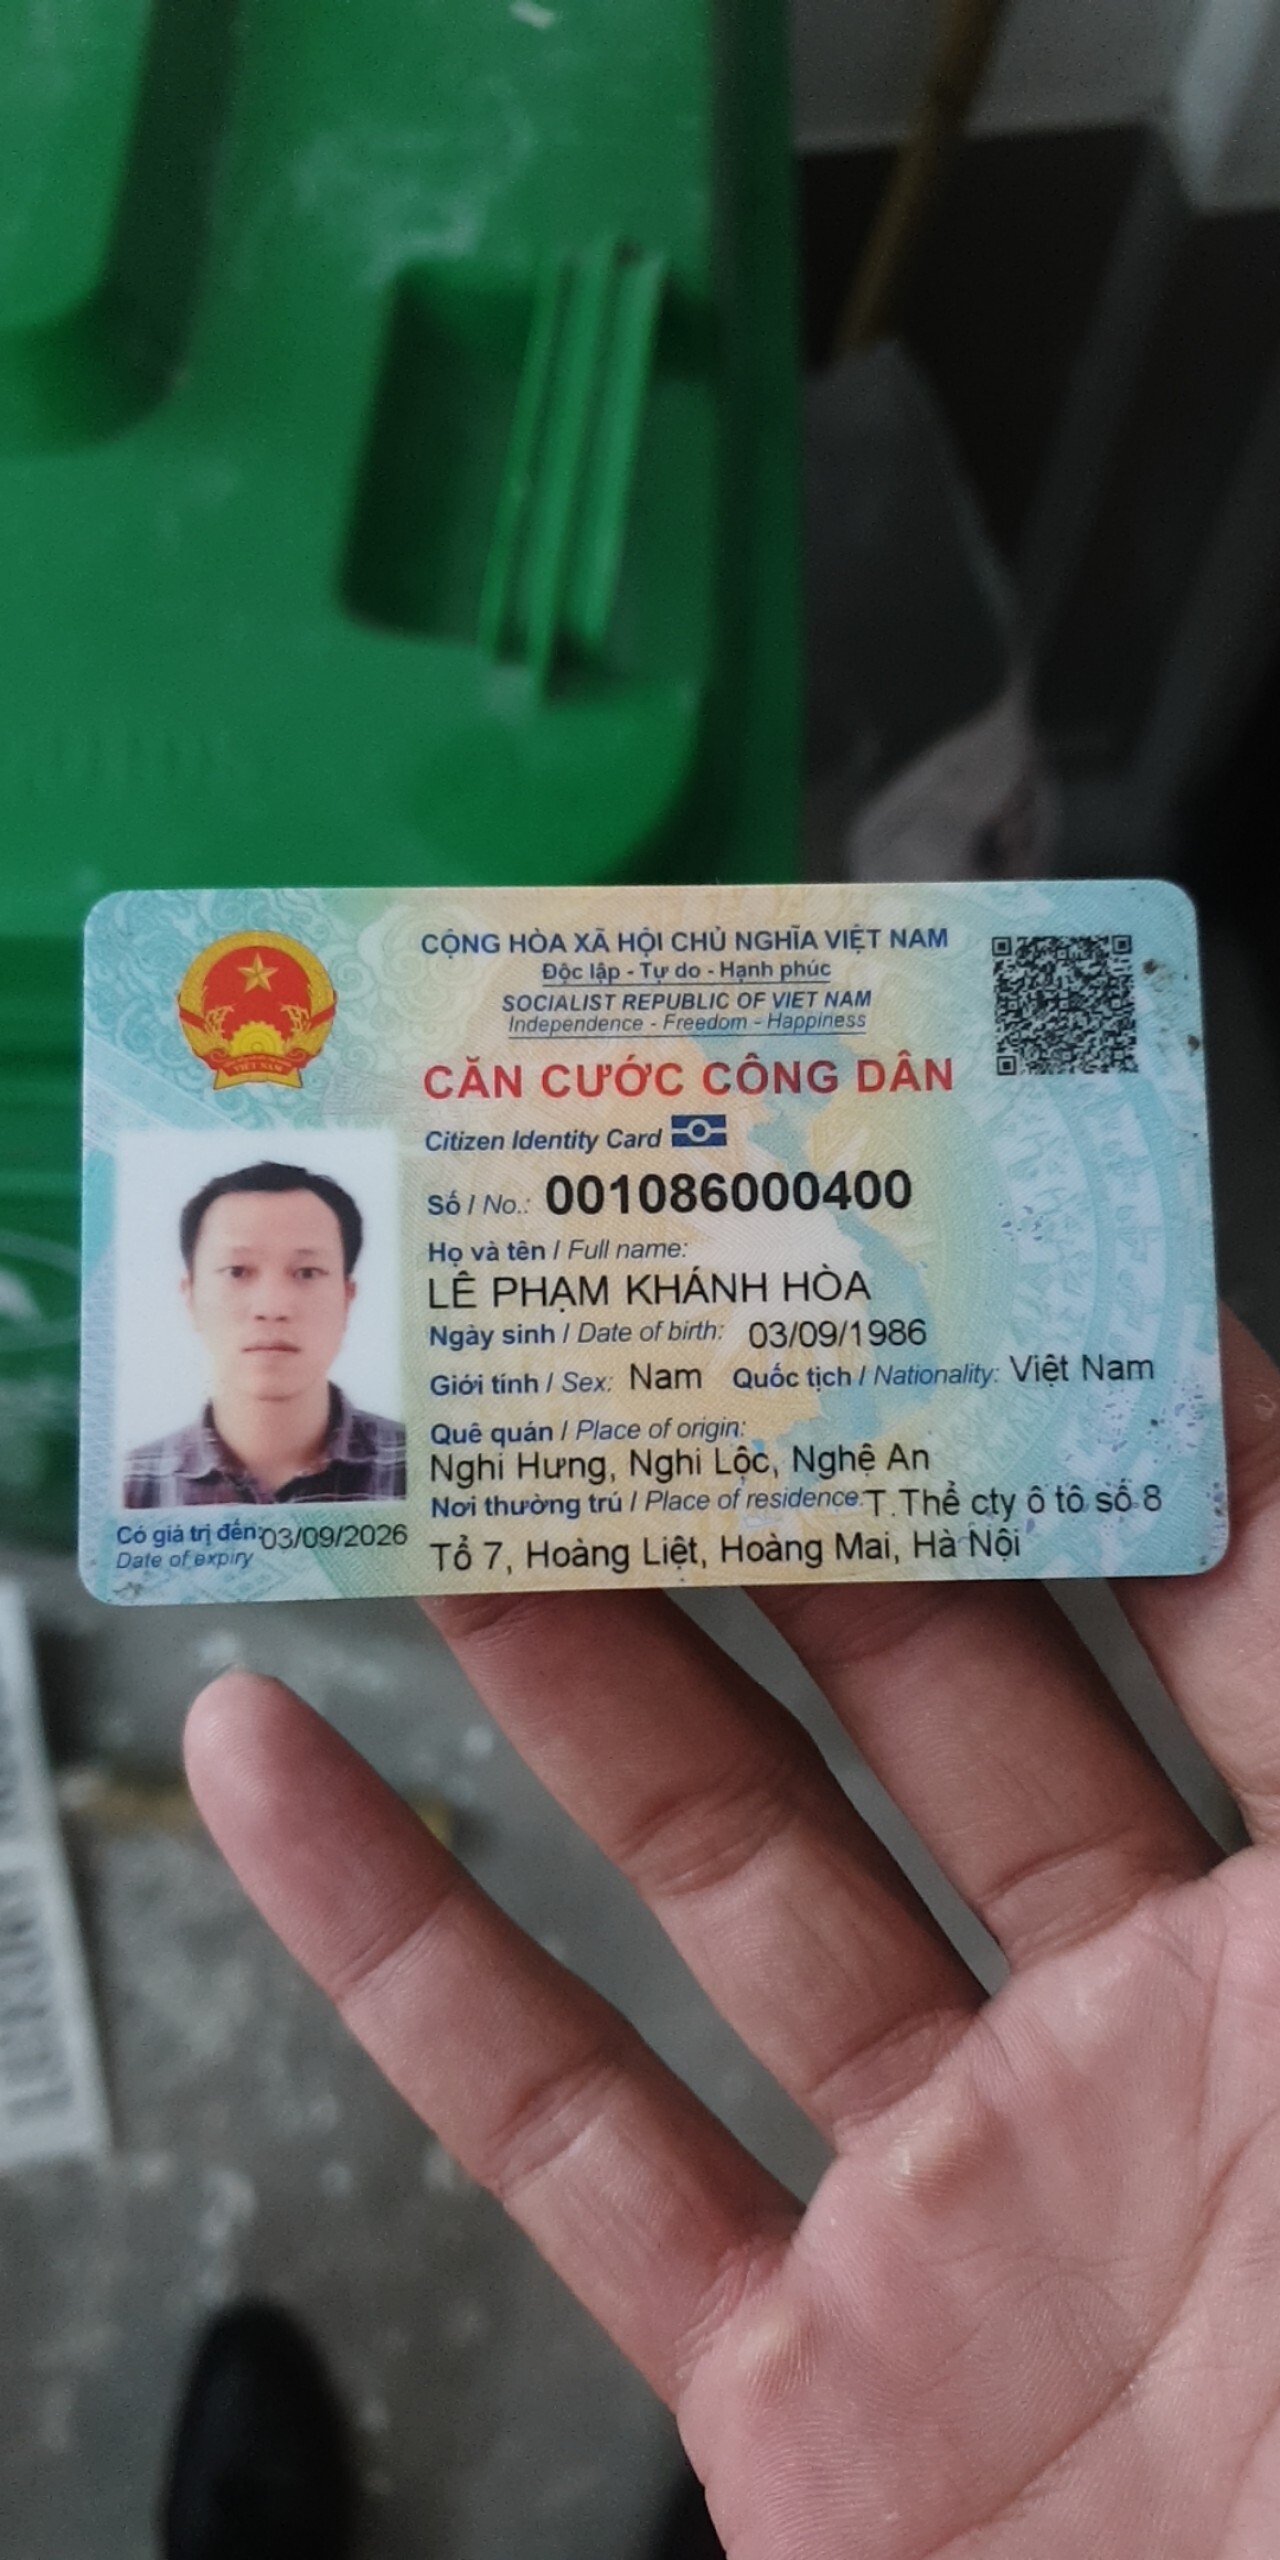 CỘNG HÒA XÃ HỘI CHỦ NGHĨA VIỆT NAM
Độc lập - Tự do - Hạnh phúc
SOCIALIST REPUBLIC OF VIET NAM
Independence - Freedom - Happiness
CĂN CƯỚC CÔNG DÂN
Citizen Identity Card
Số / No.: 001086000400
Họ và tên / Full name:
LÊ PHẠM KHÁNH HÒA
Ngày sinh / Date of birth: 03/09/1986
Giới tính / Sex: Nam Quốc tịch / Nationality: Việt Nam
Quê quán / Place of origin:
Nghi Hưng, Nghi Lộc, Nghệ An
Nơi thường trú / Place of residence: T.Thể cty ô tô số 8
Tổ 7, Hoàng Liệt, Hoàng Mai, Hà Nội
Có giá trị đến: 03/09/2026
Date of expiry
VIỆT NAM